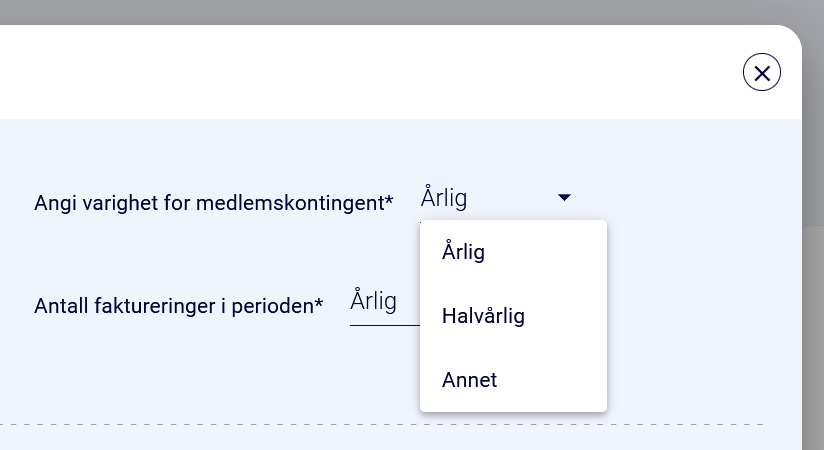 Angi varighet for medlemskontingent* Årlig
Årlig
Antall faktureringer i perioden* Årlig
Halvårlig
Annet